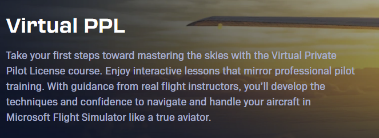 Virtual PPL
Take your first steps toward mastering the skies with the Virtual Private
Pilot License course. Enjoy interactive lessons that mirror professional pilot
training. With guidance from real flight instructors, you'll develop the
techniques and confidence to navigate and handle your aircraft in
Microsoft Flight Simulator like a true aviator.